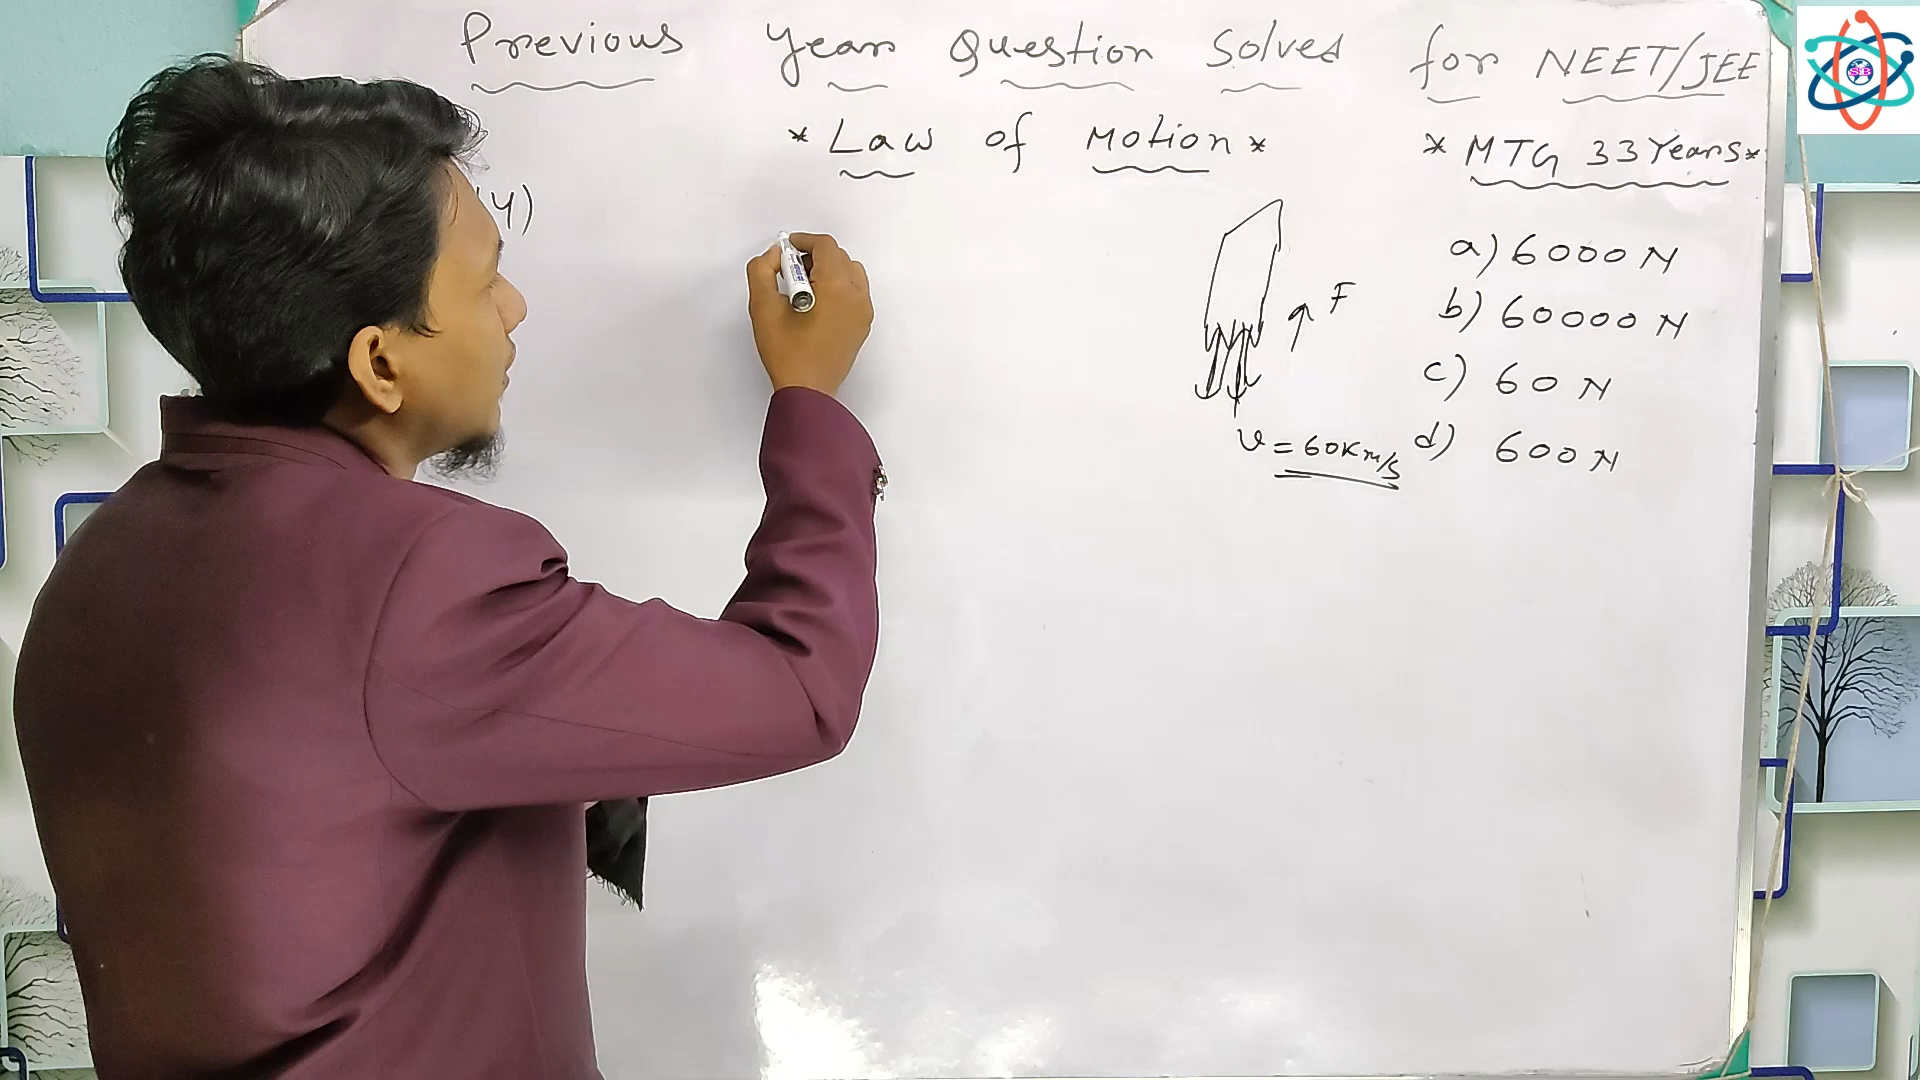 Previous Year Question Solved for NEET/JEE
* Law of Motion *
* MTG 33 Years *
4)
a) 6000 N
b) 60000 N
F
c) 60 N
d) 600 N
v = 60 Km/s
SB